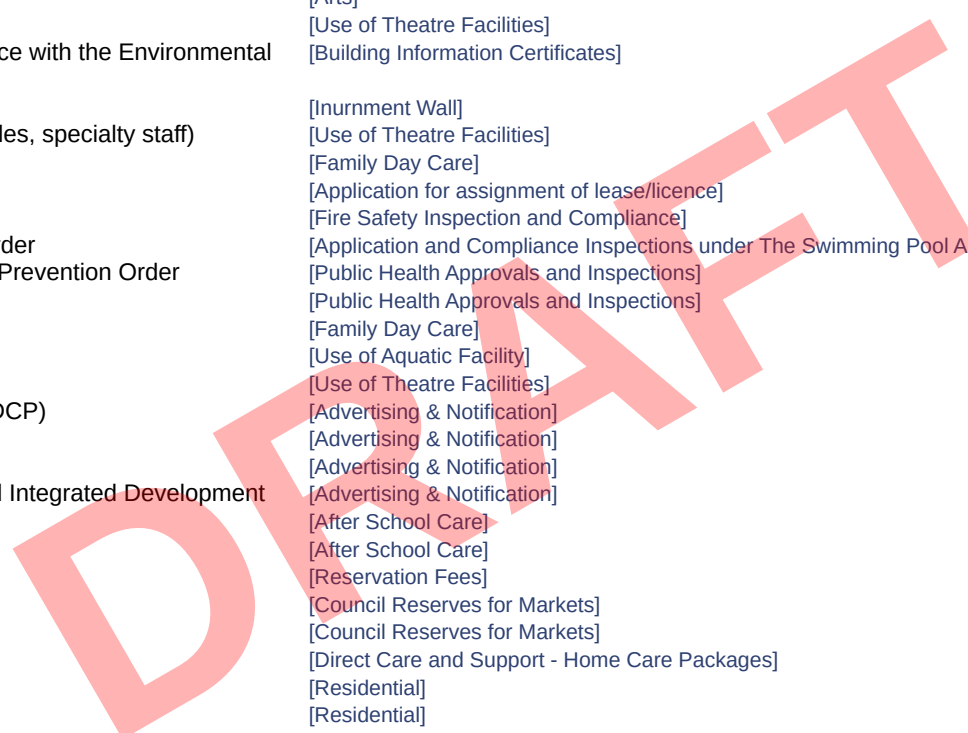 [Arts]
[Use of Theatre Facilities]
ce with the Environmental [Building Information Certificates]
[Inurnment Wall]
les, specialty staff) [Use of Theatre Facilities]
[Family Day Care]
[Application for assignment of lease/licence]
[Fire Safety Inspection and Compliance]
rder [Application and Compliance Inspections under The Swimming Pool A
Prevention Order [Public Health Approvals and Inspections]
[Public Health Approvals and Inspections]
[Family Day Care]
[Use of Aquatic Facility]
[Use of Theatre Facilities]
DCP) [Advertising & Notification]
[Advertising & Notification]
[Advertising & Notification]
l Integrated Development [Advertising & Notification]
[After School Care]
[After School Care]
[Reservation Fees]
[Council Reserves for Markets]
[Council Reserves for Markets]
[Direct Care and Support - Home Care Packages]
[Residential]
[Residential]
DRAFT